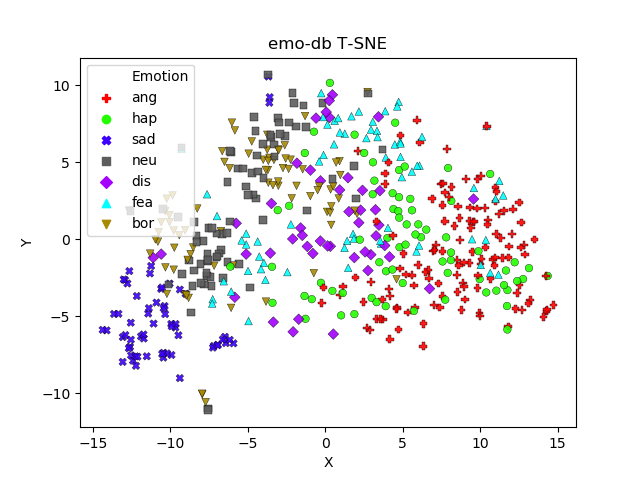 emo-db T-SNE
Emotion
ang
hap
sad
neu
dis
fea
bor
10
5
0
−5
−10
Y
−15
−10
−5
0
5
10
15
X